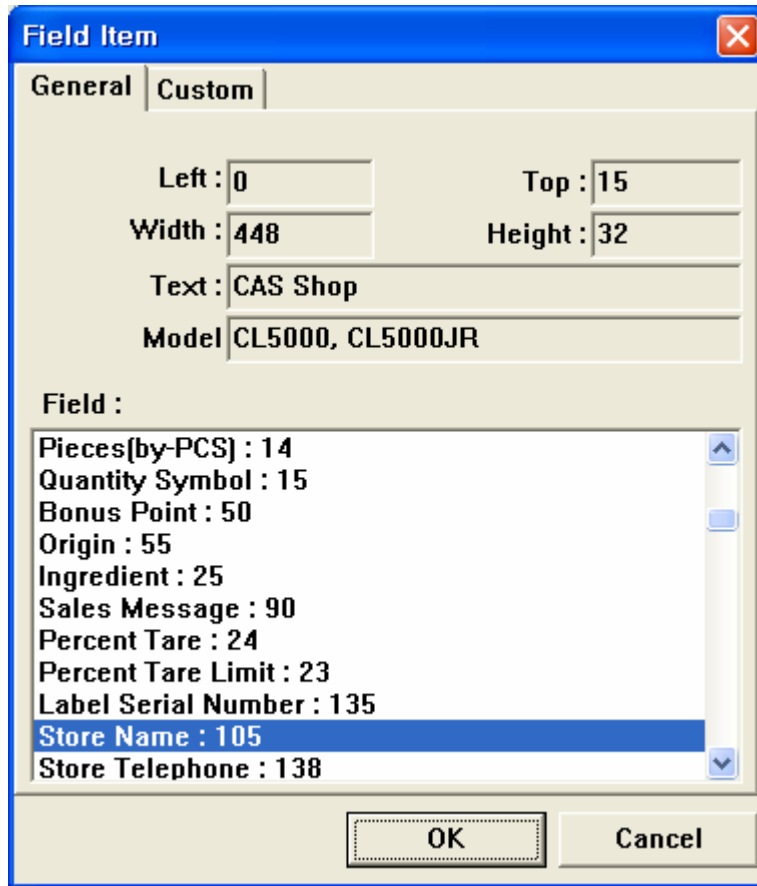 Field Item
General Custom
Left : 0 Top : 15
Width : 448 Height : 32
Text : CAS Shop
Model CL5000, CL5000JR
Field :
Pieces(by-PCS) : 14
Quantity Symbol : 15
Bonus Point : 50
Origin : 55
Ingredient : 25
Sales Message : 90
Percent Tare : 24
Percent Tare Limit : 23
Label Serial Number : 135
Store Name : 105
Store Telephone : 138
OK Cancel